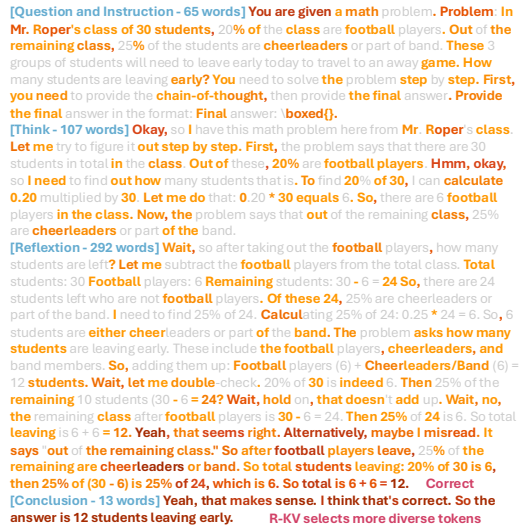 [Question and Instruction - 65 words] You are given a math problem. Problem: In
Mr. Roper's class of 30 students, 20% of the class are football players. Out of the
remaining class, 25% of the students are cheerleaders or part of band. These 3
groups of students will need to leave early today to travel to an away game. How
many students are leaving early? You need to solve the problem step by step. First,
you need to provide the chain-of-thought, then provide the final answer. Provide
the final answer in the format: Final answer: \boxed{}.
[Think - 107 words] Okay, so I have this math problem here from Mr. Roper's class.
Let me try to figure it out step by step. First, the problem says that there are 30
students in total in the class. Out of these, 20% are football players. Hmm, okay,
so I need to find out how many students that is. To find 20% of 30, I can calculate
0.20 multiplied by 30. Let me do that: 0.20 * 30 equals 6. So, there are 6 football
players in the class. Now, the problem says that out of the remaining class, 25%
are cheerleaders or part of the band.
[Reflextion - 292 words] Wait, so after taking out the football players, how many
students are left? Let me subtract the football players from the total class. Total
students: 30 Football players: 6 Remaining students: 30 - 6 = 24 So, there are 24
students left who are not football players. Of these 24, 25% are cheerleaders or
part of the band. I need to find 25% of 24. Calculating 25% of 24: 0.25 * 24 = 6. So, 6
students are either cheerleaders or part of the band. The problem asks how many
students are leaving early. These include the football players, cheerleaders, and
band members. So, adding them up: Football players (6) + Cheerleaders/Band (6) =
12 students. Wait, let me double-check. 20% of 30 is indeed 6. Then 25% of the
remaining 10 students (30 - 6 = 24? Wait, hold on, that doesn't add up. Wait, no,
the remaining class after football players is 30 - 6 = 24. Then 25% of 24 is 6. So total
leaving is 6 + 6 = 12. Yeah, that seems right. Alternatively, maybe I misread. It
says "out of the remaining class." So after football players leave, 25% of the
remaining are cheerleaders or band. So total students leaving: 20% of 30 is 6,
then 25% of (30 - 6) is 25% of 24, which is 6. So total is 6 + 6 = 12. Correct
[Conclusion - 13 words] Yeah, that makes sense. I think that's correct. So the
answer is 12 students leaving early. R-KV selects more diverse tokens